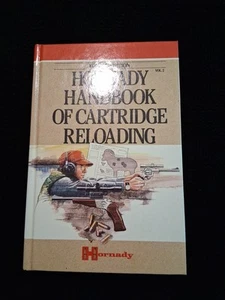 HORNADY
HANDBOOK
OF CARTRIDGE
RELOADING
Hornady